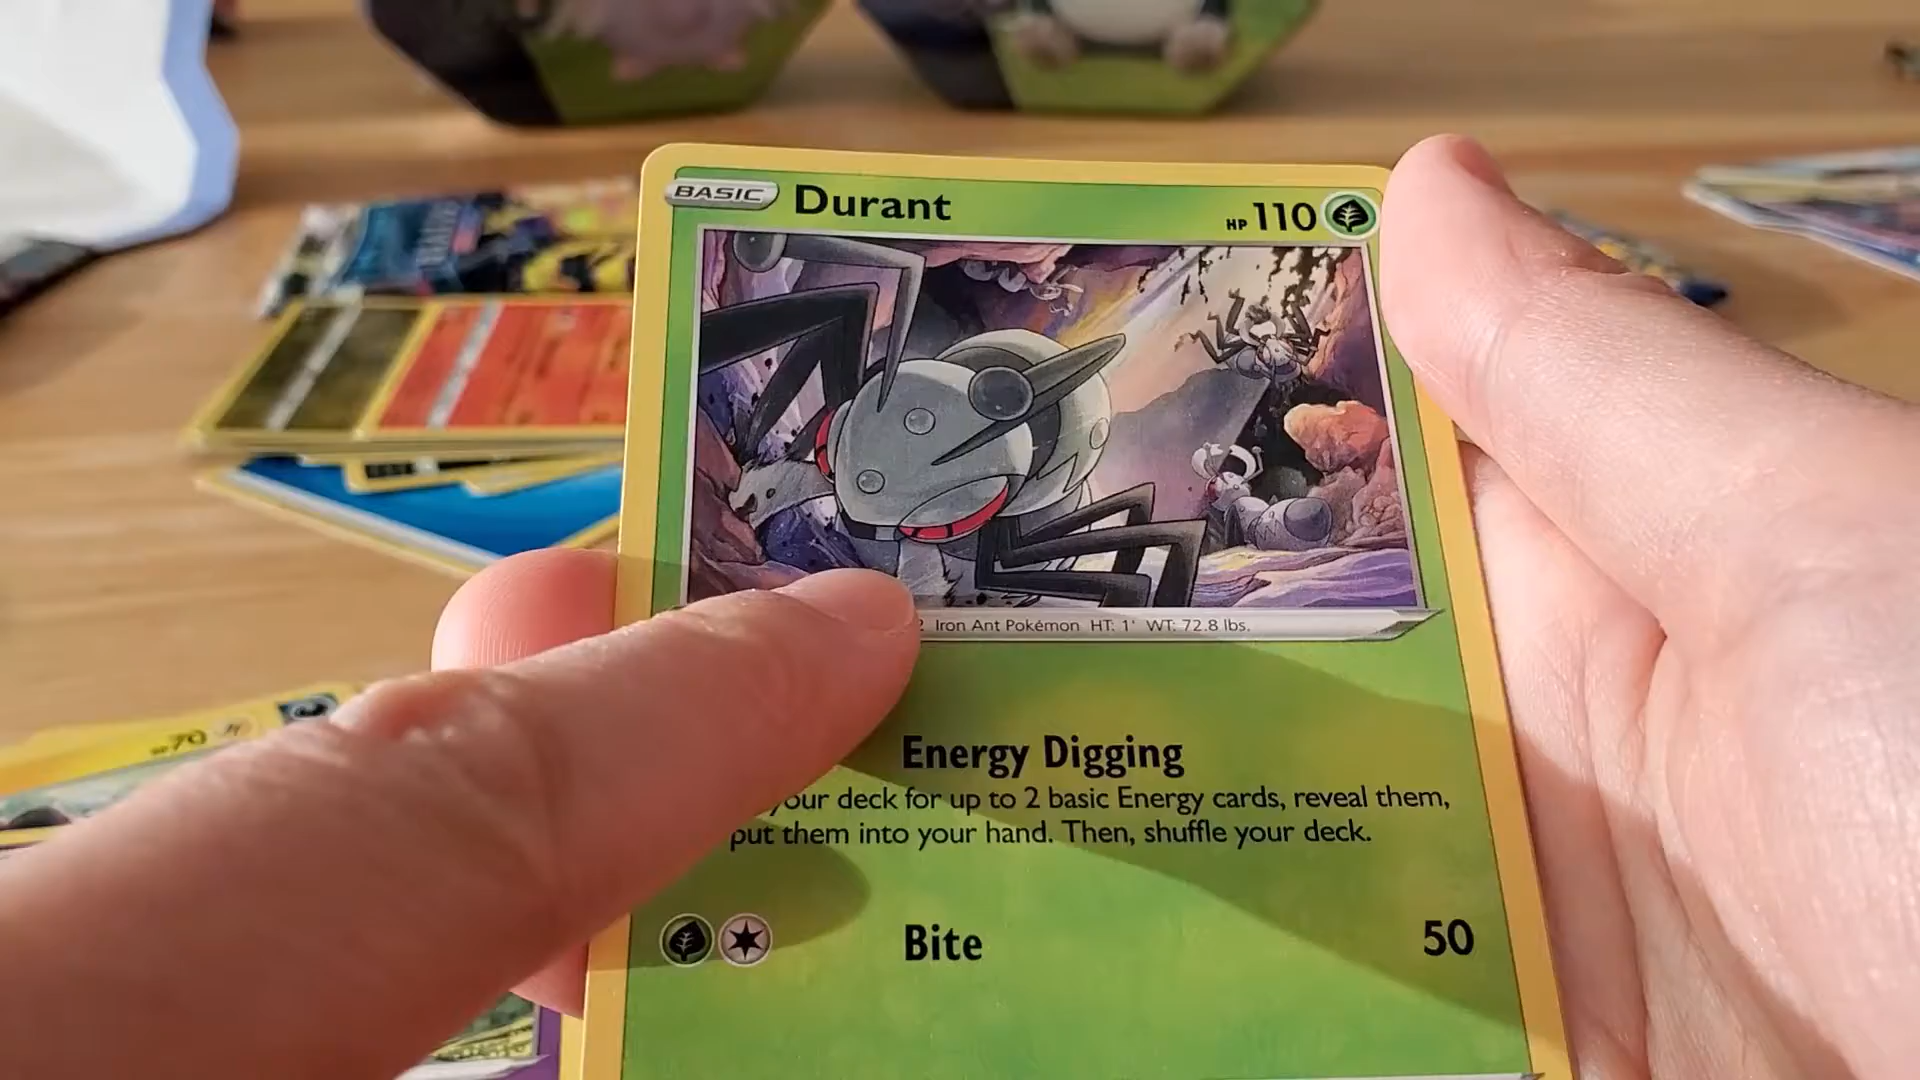 BASIC Durant HP 110
Iron Ant Pokémon HT: 1' WT: 72.8 lbs.
Energy Digging
your deck for up to 2 basic Energy cards, reveal them,
put them into your hand. Then, shuffle your deck.
Bite 50
70